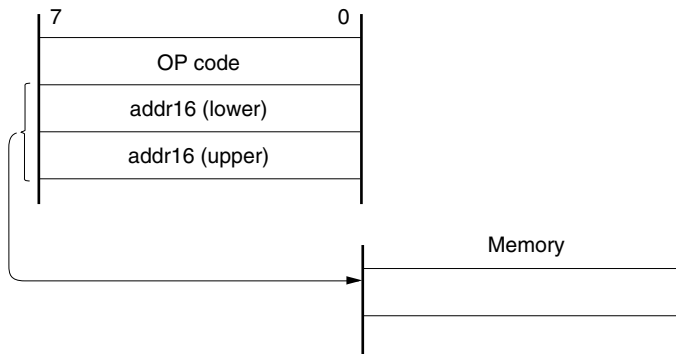 7 0
OP code
addr16 (lower)
addr16 (upper)
Memory